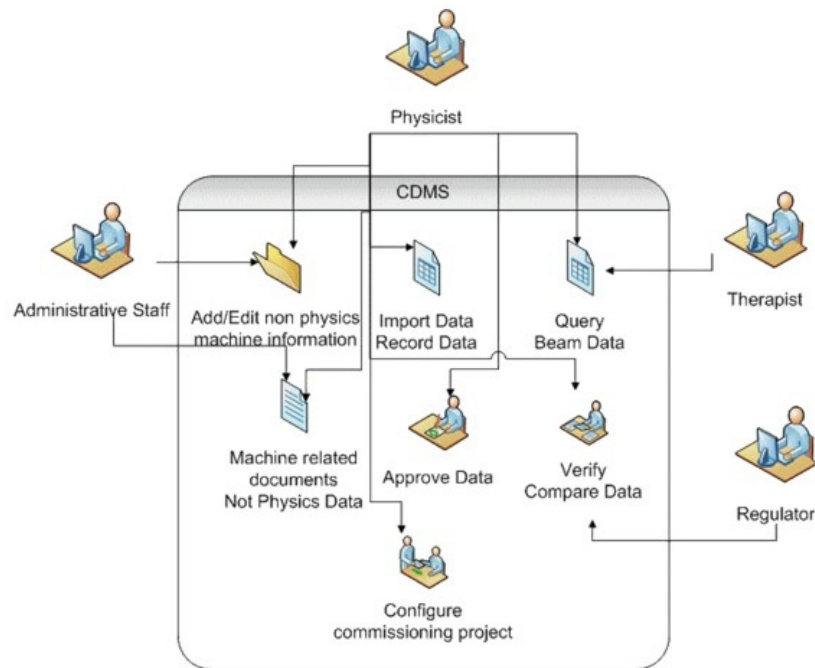 Physicist
CDMS
Administrative Staff
Add/Edit non physics
machine information
Import Data
Record Data
Query
Beam Data
Therapist
Machine related
documents
Not Physics Data
Approve Data
Verify
Compare Data
Regulator
Configure
commissioning project